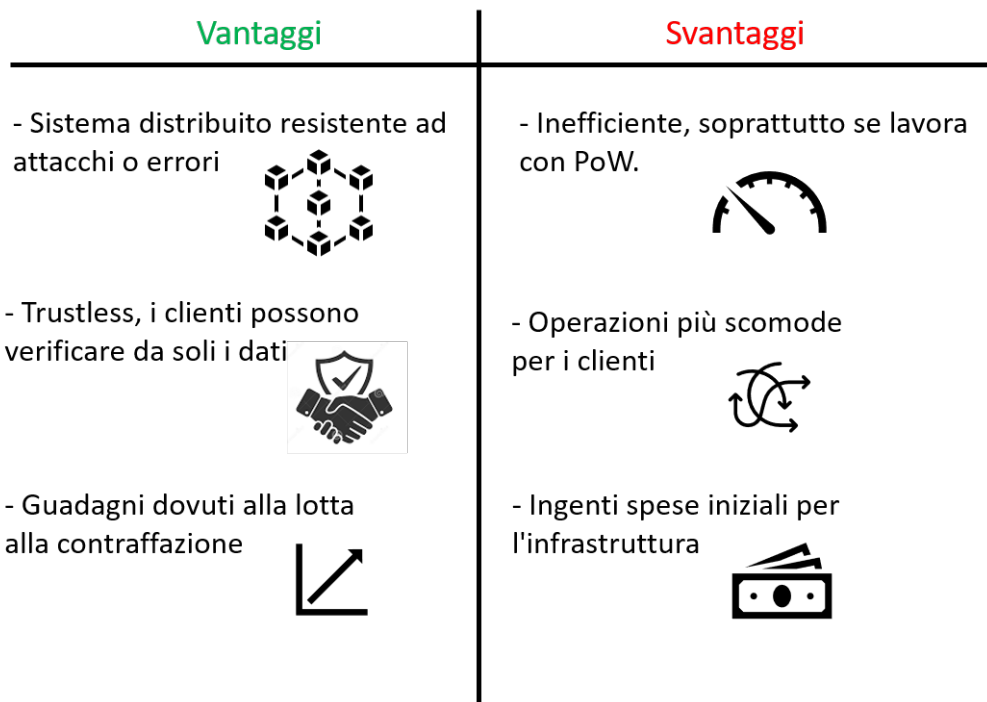 Vantaggi
- Sistema distribuito resistente ad
attacchi o errori
- Trustless, i clienti possono
verificare da soli i dati
- Guadagni dovuti alla lotta
alla contraffazione
Svantaggi
- Inefficiente, soprattutto se lavora
con PoW.
- Operazioni più scomode
per i clienti
- Ingenti spese iniziali per
l'infrastruttura